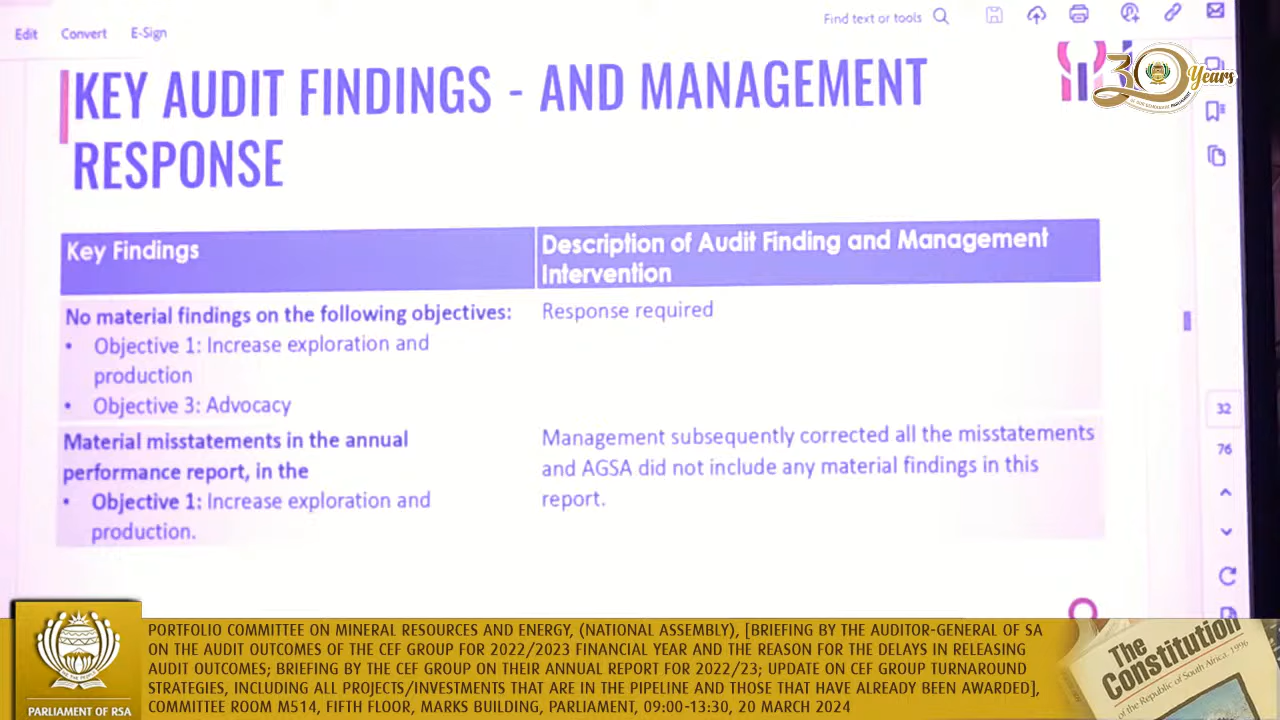 Edit Convert E-Sign
Find text or tools
30 Years
KEY AUDIT FINDINGS - AND MANAGEMENT
RESPONSE
Key Findings
Description of Audit Finding and Management
Intervention
No material findings on the following objectives:
• Objective 1: Increase exploration and
production
• Objective 3: Advocacy
Response required
Material misstatements in the annual
performance report, in the
• Objective 1: Increase exploration and
production.
Management subsequently corrected all the misstatements
and AGSA did not include any material findings in this
report.
32
76
PARLIAMENT OF RSA
PORTFOLIO COMMITTEE ON MINERAL RESOURCES AND ENERGY, (NATIONAL ASSEMBLY), [BRIEFING BY THE AUDITOR-GENERAL OF SA
ON THE AUDIT OUTCOMES OF THE CEF GROUP FOR 2022/2023 FINANCIAL YEAR AND THE REASON FOR THE DELAYS IN RELEASING
AUDIT OUTCOMES; BRIEFING BY THE CEF GROUP ON THEIR ANNUAL REPORT FOR 2022/23; UPDATE ON CEF GROUP TURNAROUND
STRATEGIES, INCLUDING ALL PROJECTS/INVESTMENTS THAT ARE IN THE PIPELINE AND THOSE THAT HAVE ALREADY BEEN AWARDED],
COMMITTEE ROOM M514, FIFTH FLOOR, MARKS BUILDING, PARLIAMENT, 09:00-13:30, 20 MARCH 2024
The
Constitution
of the Republic of South Africa, 1996